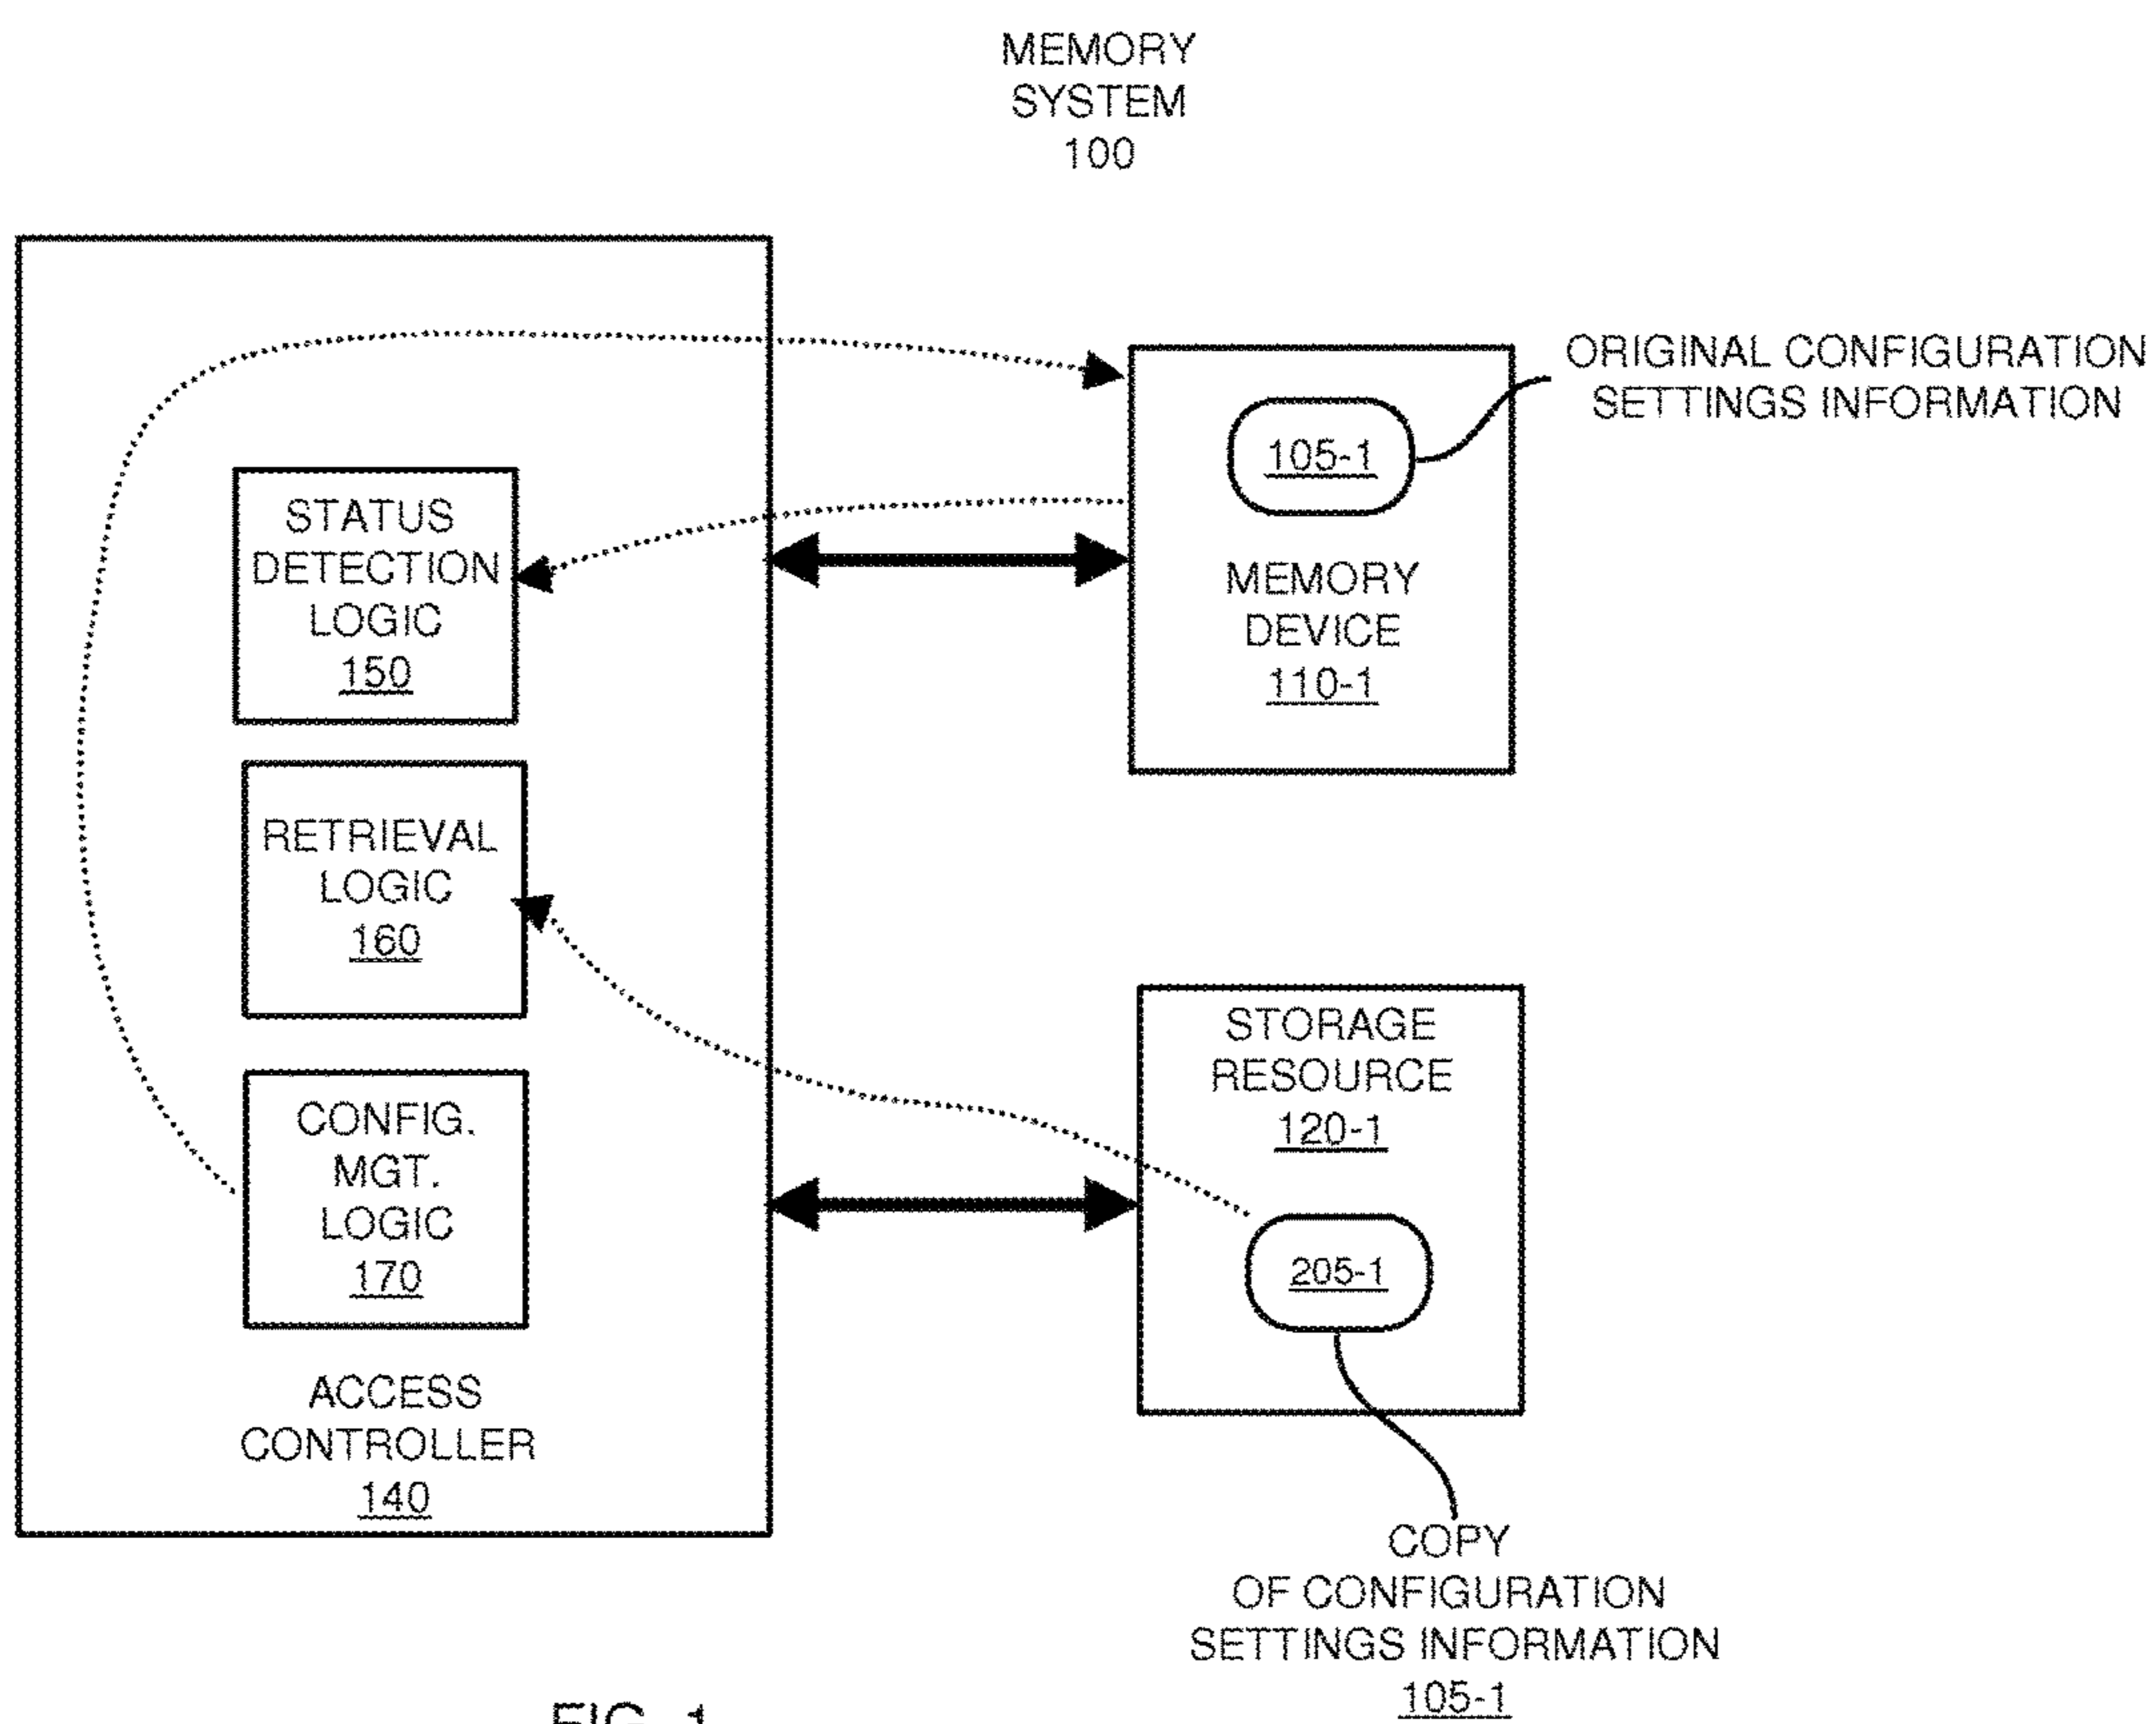 MEMORY
SYSTEM
100
ORIGINAL CONFIGURATION
SETTINGS INFORMATION
105-1
MEMORY
DEVICE
110-1
STATUS
DETECTION
LOGIC
150
RETRIEVAL
LOGIC
160
CONFIG.
MGT.
LOGIC
170
ACCESS
CONTROLLER
140
STORAGE
RESOURCE
120-1
205-1
COPY
OF CONFIGURATION
SETTINGS INFORMATION
105-1
FIG. 1